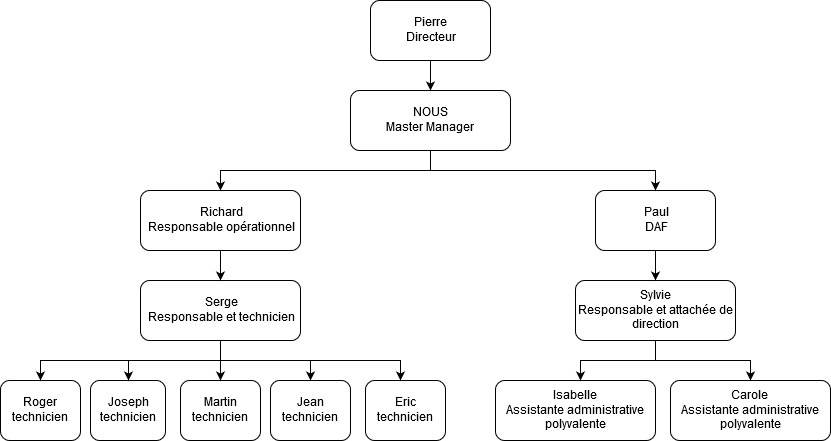 Pierre
Directeur
NOUS
Master Manager
Richard
Responsable opérationnel
Paul
DAF
Serge
Responsable et technicien
Sylvie
Responsable et attachée de
direction
Roger
technicien
Joseph
technicien
Martin
technicien
Jean
technicien
Eric
technicien
Isabelle
Assistante administrative
polyvalente
Carole
Assistante administrative
polyvalente